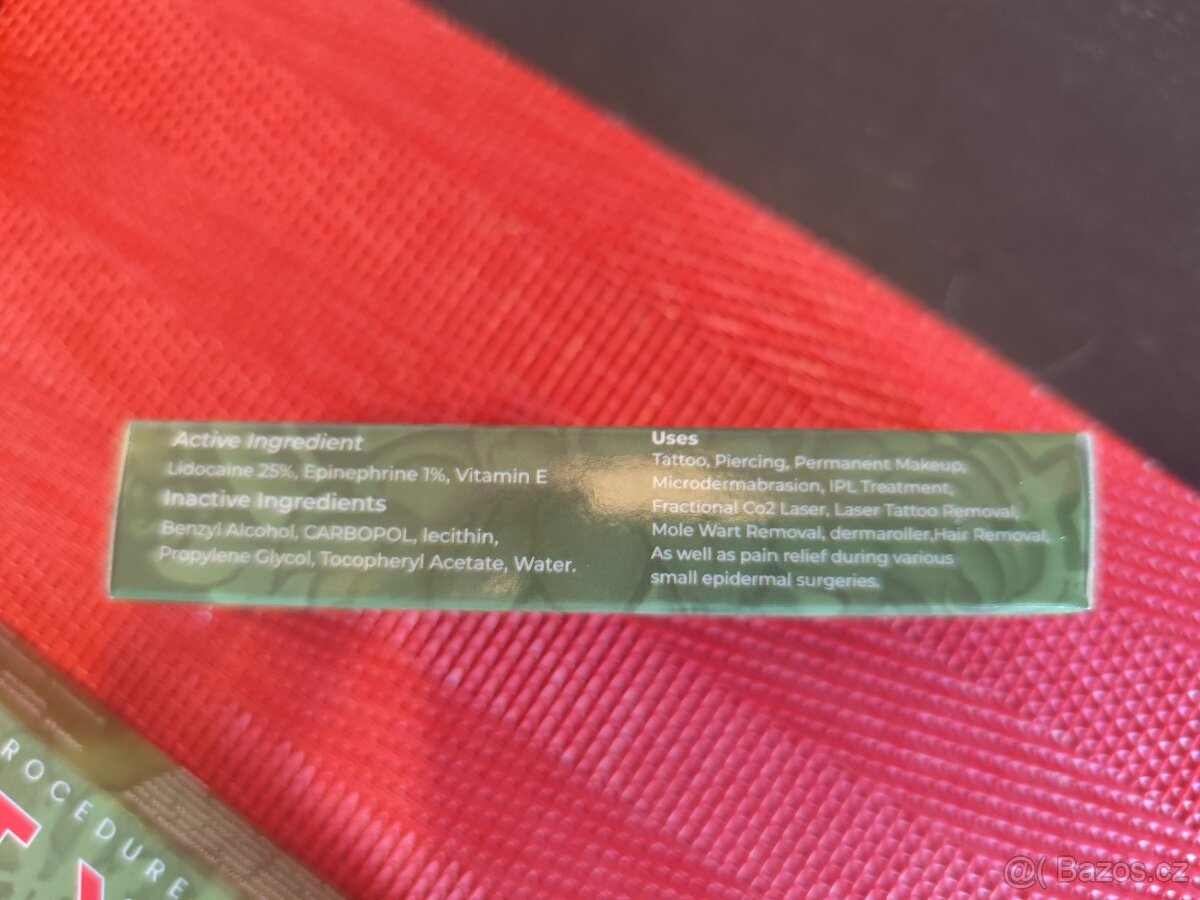 Active Ingredient
Lidocaine 25%, Epinephrine 1%, Vitamin E
Inactive Ingredients
Benzyl Alcohol, CARBOPOL, lecithin,
Propylene Glycol, Tocopheryl Acetate, Water.
Uses
Tattoo, Piercing, Permanent Makeup,
Microdermabrasion, IPL Treatment,
Fractional Co2 Laser, Laser Tattoo Removal,
Mole Wart Removal, dermaroller,Hair Removal,
As well as pain relief during various
small epidermal surgeries.
ROCEDURE
@( Bazos.cz